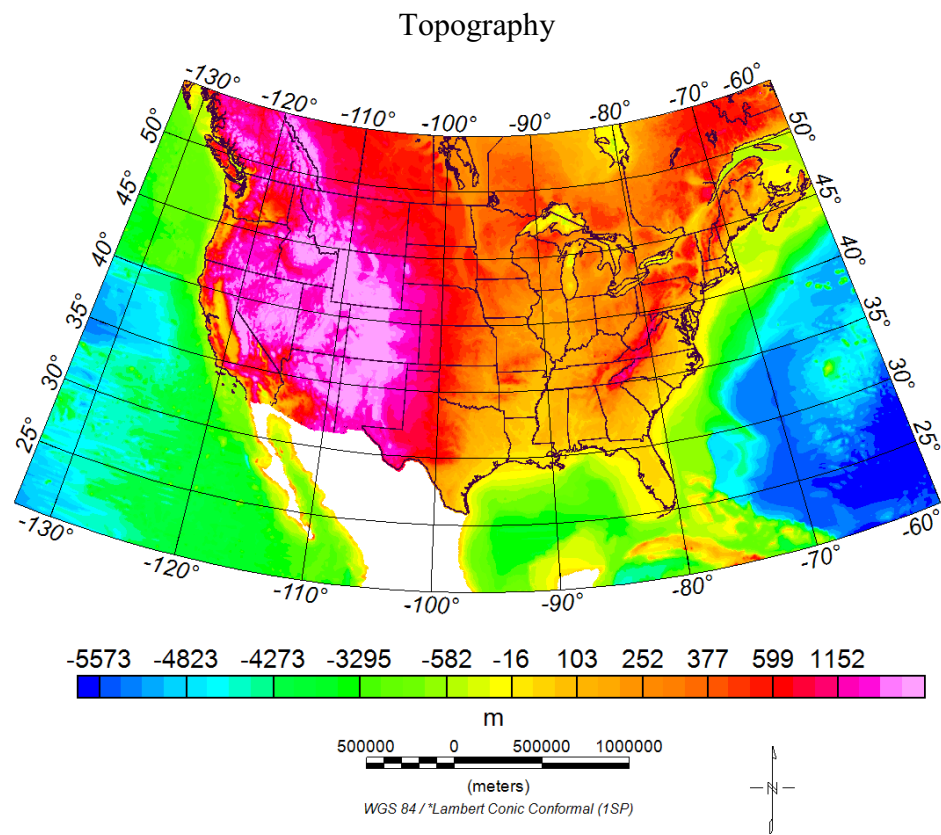 Topography
-130° -120° -110° -100° -90° -80° -70° -60°
50° 50°
45° 45°
40° 40°
35° 35°
30° 30°
25° 25°
-130° -120° -110° -100° -90° -80° -70° -60°
-5573 -4823 -4273 -3295 -582 -16 103 252 377 599 1152
m
500000 0 500000 1000000
(meters)
WGS 84 / *Lambert Conic Conformal (1SP)
N